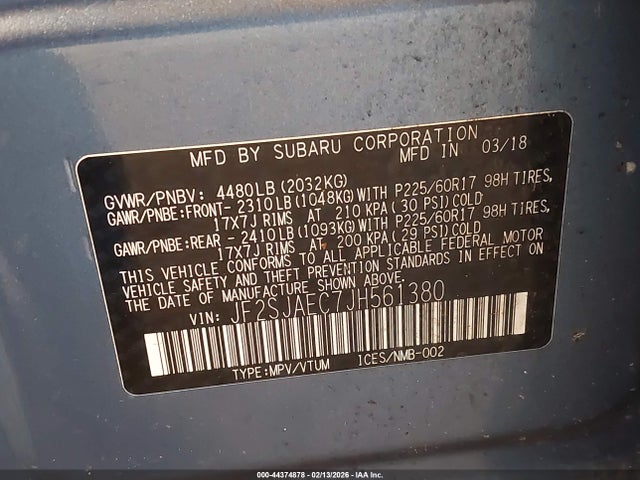 MFD BY SUBARU CORPORATION
MFD IN 03/18
GVWR/PNBV: 4480LB(2032KG)
GAWR/PNBE:FRONT- 2310LB(1048KG)WITH P225/60R17 98H TIRES,
17X7J RIMS AT 210 KPA (30 PSI)COLD
GAWR/PNBE:REAR - 2410LB(1093KG)WITH P225/60R17 98H TIRES,
17X7J RIMS AT 200 KPA (29 PSI)COLD
THIS VEHICLE CONFORMS TO ALL APPLICABLE FEDERAL MOTOR
VEHICLE SAFETY AND THEFT PREVENTION STANDARDS IN EFFECT ON
THE DATE OF MANUFACTURE SHOWN ABOVE.
VIN: JF2SJAEC7JH561380
TYPE:MPV/VTUM ICES/NMB-002
000-44374878 - 02/13/2026 - IAA Inc.